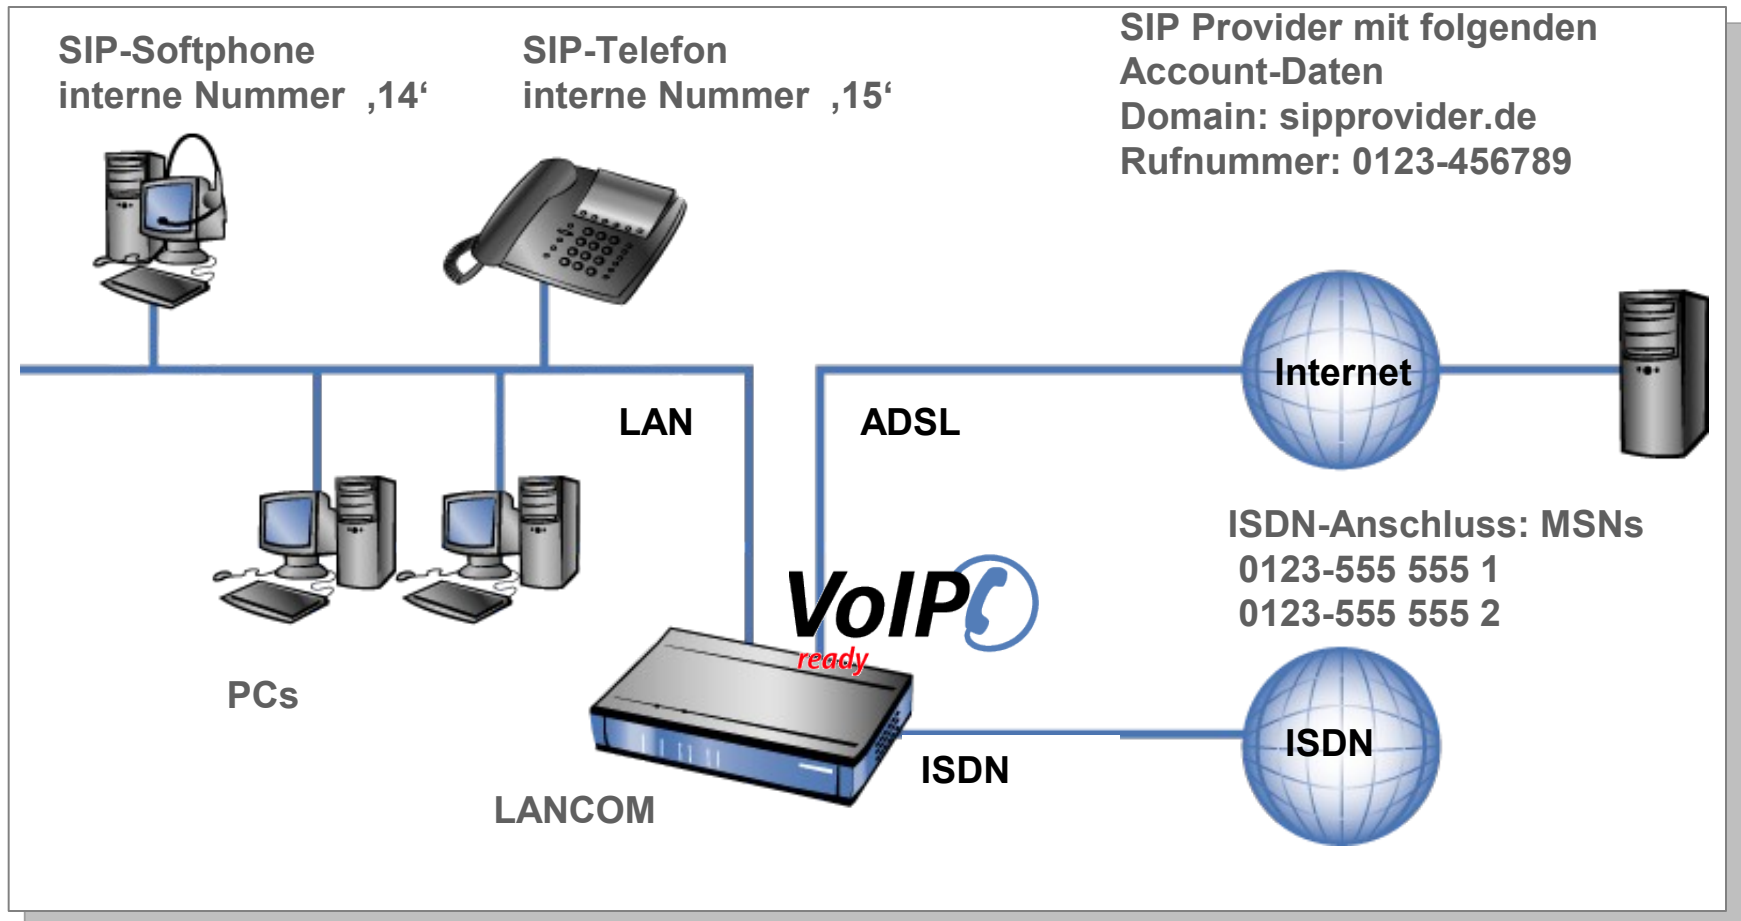 SIP-Softphone
interne Nummer ‚14‘
SIP-Telefon
interne Nummer ‚15‘
SIP Provider mit folgenden
Account-Daten
Domain: sipprovider.de
Rufnummer: 0123-456789
Internet
LAN
ADSL
ISDN-Anschluss: MSNs
0123-555 555 1
0123-555 555 2
VoIP
ready
PCs
ISDN
ISDN
LANCOM